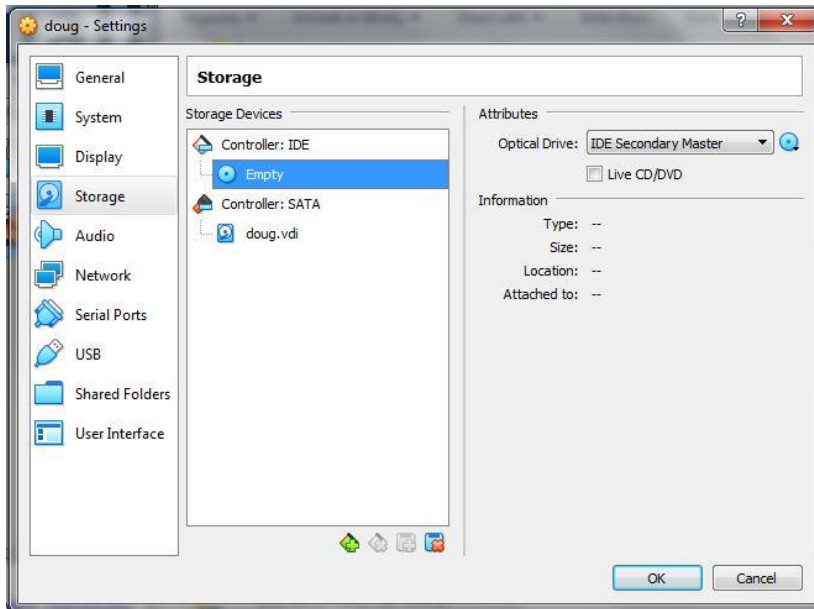 doug - Settings
General
System
Display
Storage
Audio
Network
Serial Ports
USB
Shared Folders
User Interface
Storage
Storage Devices
Controller: IDE
Empty
Controller: SATA
doug.vdi
Attributes
Optical Drive: IDE Secondary Master
Live CD/DVD
Information
Type: --
Size: --
Location: --
Attached to: --
OK Cancel